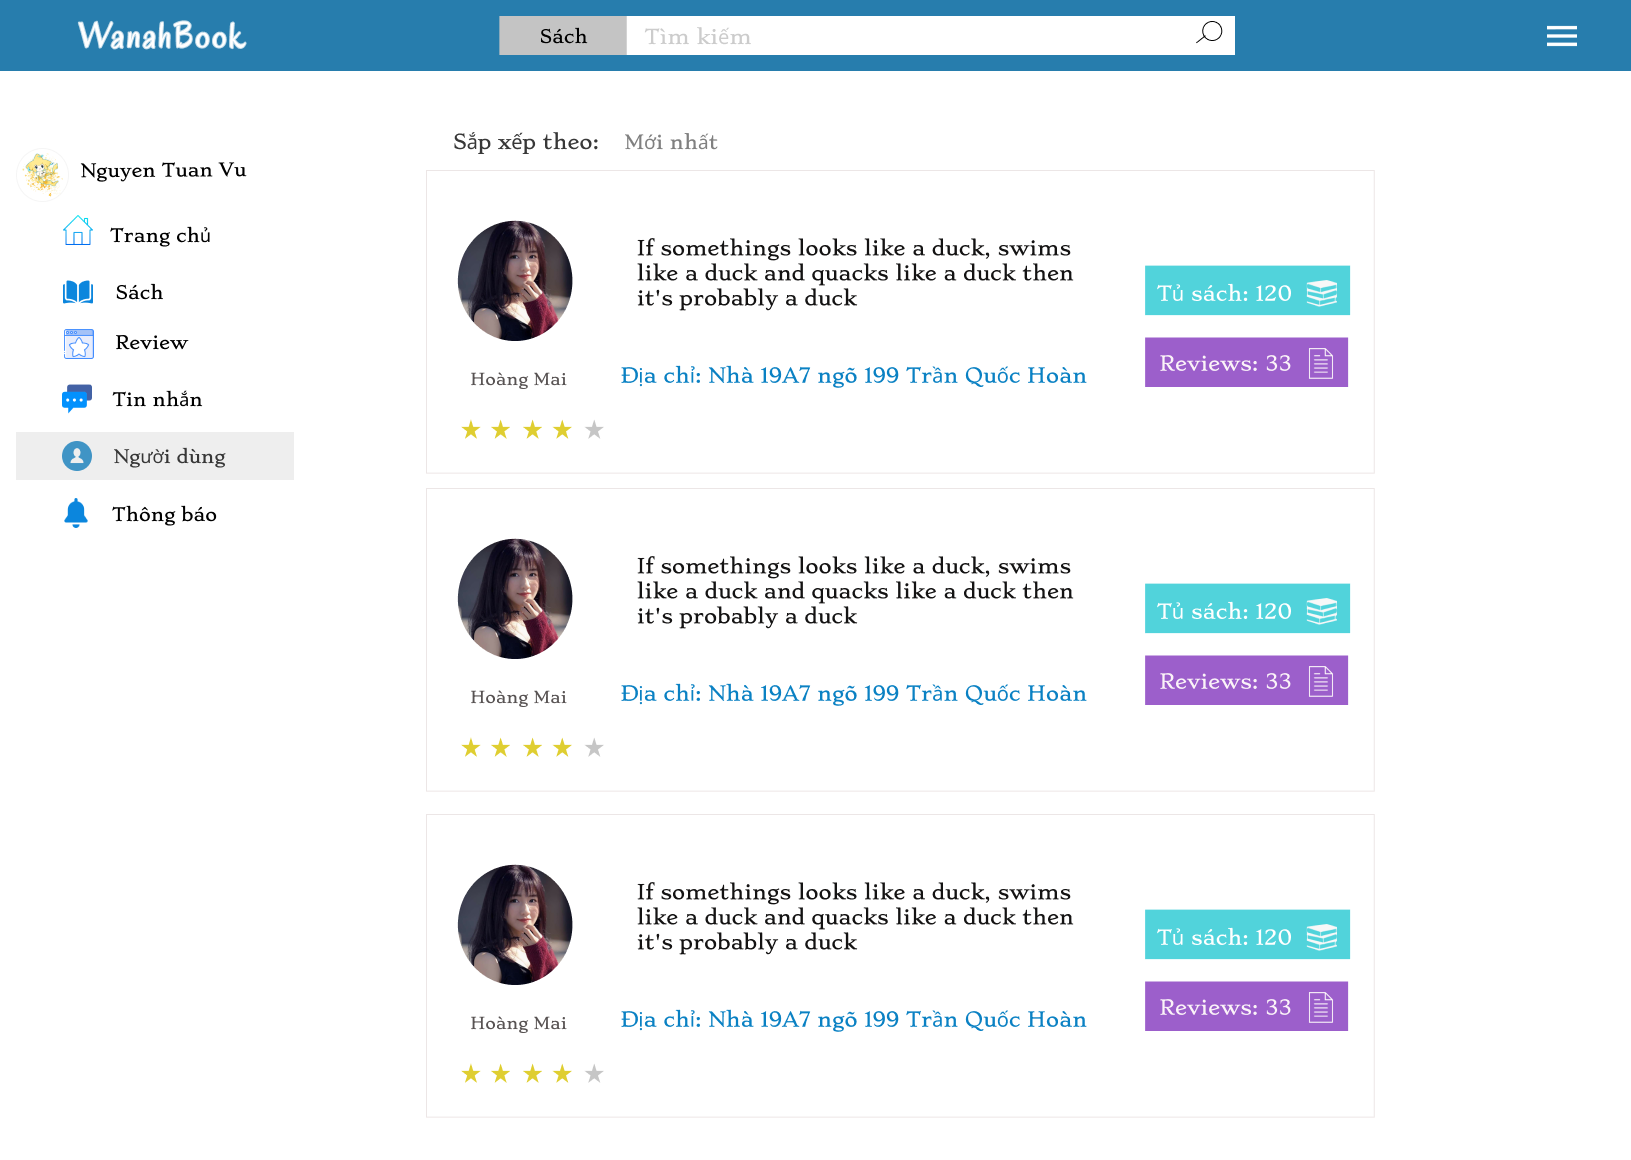 WanahBook
Sách
Tìm kiếm
Nguyen Tuan Vu
Trang chủ
Sách
Review
Tin nhắn
Người dùng
Thông báo
Sắp xếp theo: Mới nhất
If somethings looks like a duck, swims
like a duck and quacks like a duck then
it's probably a duck
Hoàng Mai
Địa chỉ: Nhà 19A7 ngõ 199 Trần Quốc Hoàn
Tủ sách: 120
Reviews: 33
If somethings looks like a duck, swims
like a duck and quacks like a duck then
it's probably a duck
Hoàng Mai
Địa chỉ: Nhà 19A7 ngõ 199 Trần Quốc Hoàn
Tủ sách: 120
Reviews: 33
If somethings looks like a duck, swims
like a duck and quacks like a duck then
it's probably a duck
Hoàng Mai
Địa chỉ: Nhà 19A7 ngõ 199 Trần Quốc Hoàn
Tủ sách: 120
Reviews: 33